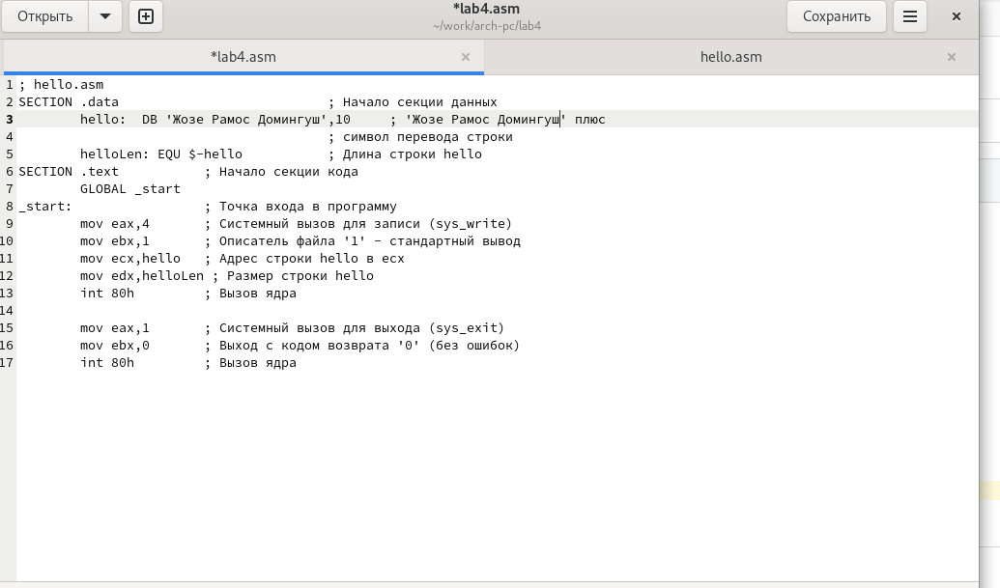 Открыть
*lab4.asm
~/work/arch-pc/lab4
Сохранить
*lab4.asm
hello.asm
1 ; hello.asm
2 SECTION .data                           ; Начало секции данных
3         hello:  DB 'Жозе Рамос Домингуш',10     ; 'Жозе Рамос Домингуш' плюс
4                                         ; символ перевода строки
5         helloLen: EQU $-hello           ; Длина строки hello
6 SECTION .text           ; Начало секции кода
7         GLOBAL _start
8 _start:                 ; Точка входа в программу
9         mov eax,4       ; Системный вызов для записи (sys_write)
10         mov ebx,1       ; Описатель файла '1' - стандартный вывод
11         mov ecx,hello   ; Адрес строки hello в ecx
12         mov edx,helloLen ; Размер строки hello
13         int 80h         ; Вызов ядра
14
15         mov eax,1       ; Системный вызов для выхода (sys_exit)
16         mov ebx,0       ; Выход с кодом возврата '0' (без ошибок)
17         int 80h         ; Вызов ядра